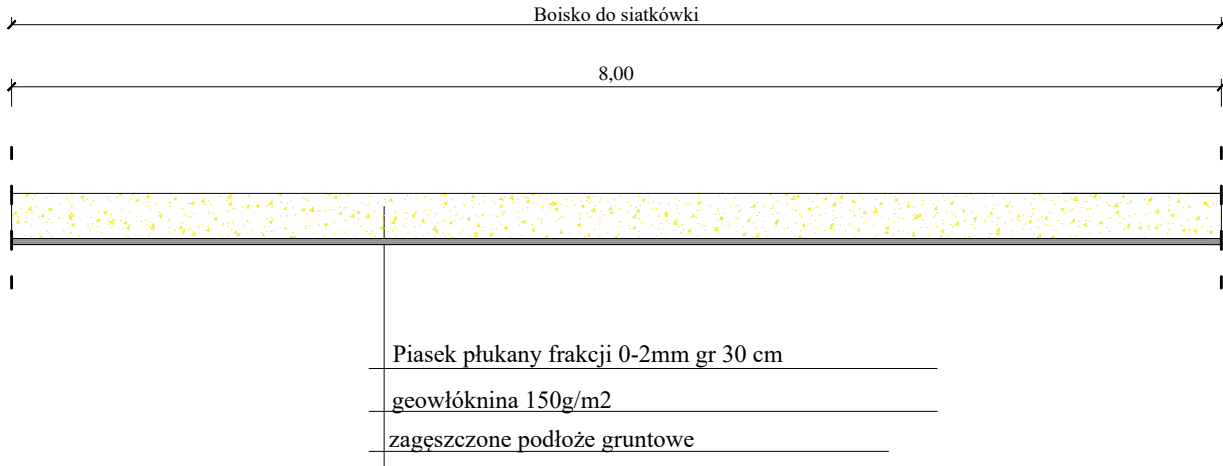 Boisko do siatkówki
8,00
Piasek płukany frakcji 0-2mm gr 30 cm
geowłóknina 150g/m2
zagęszczone podłoże gruntowe